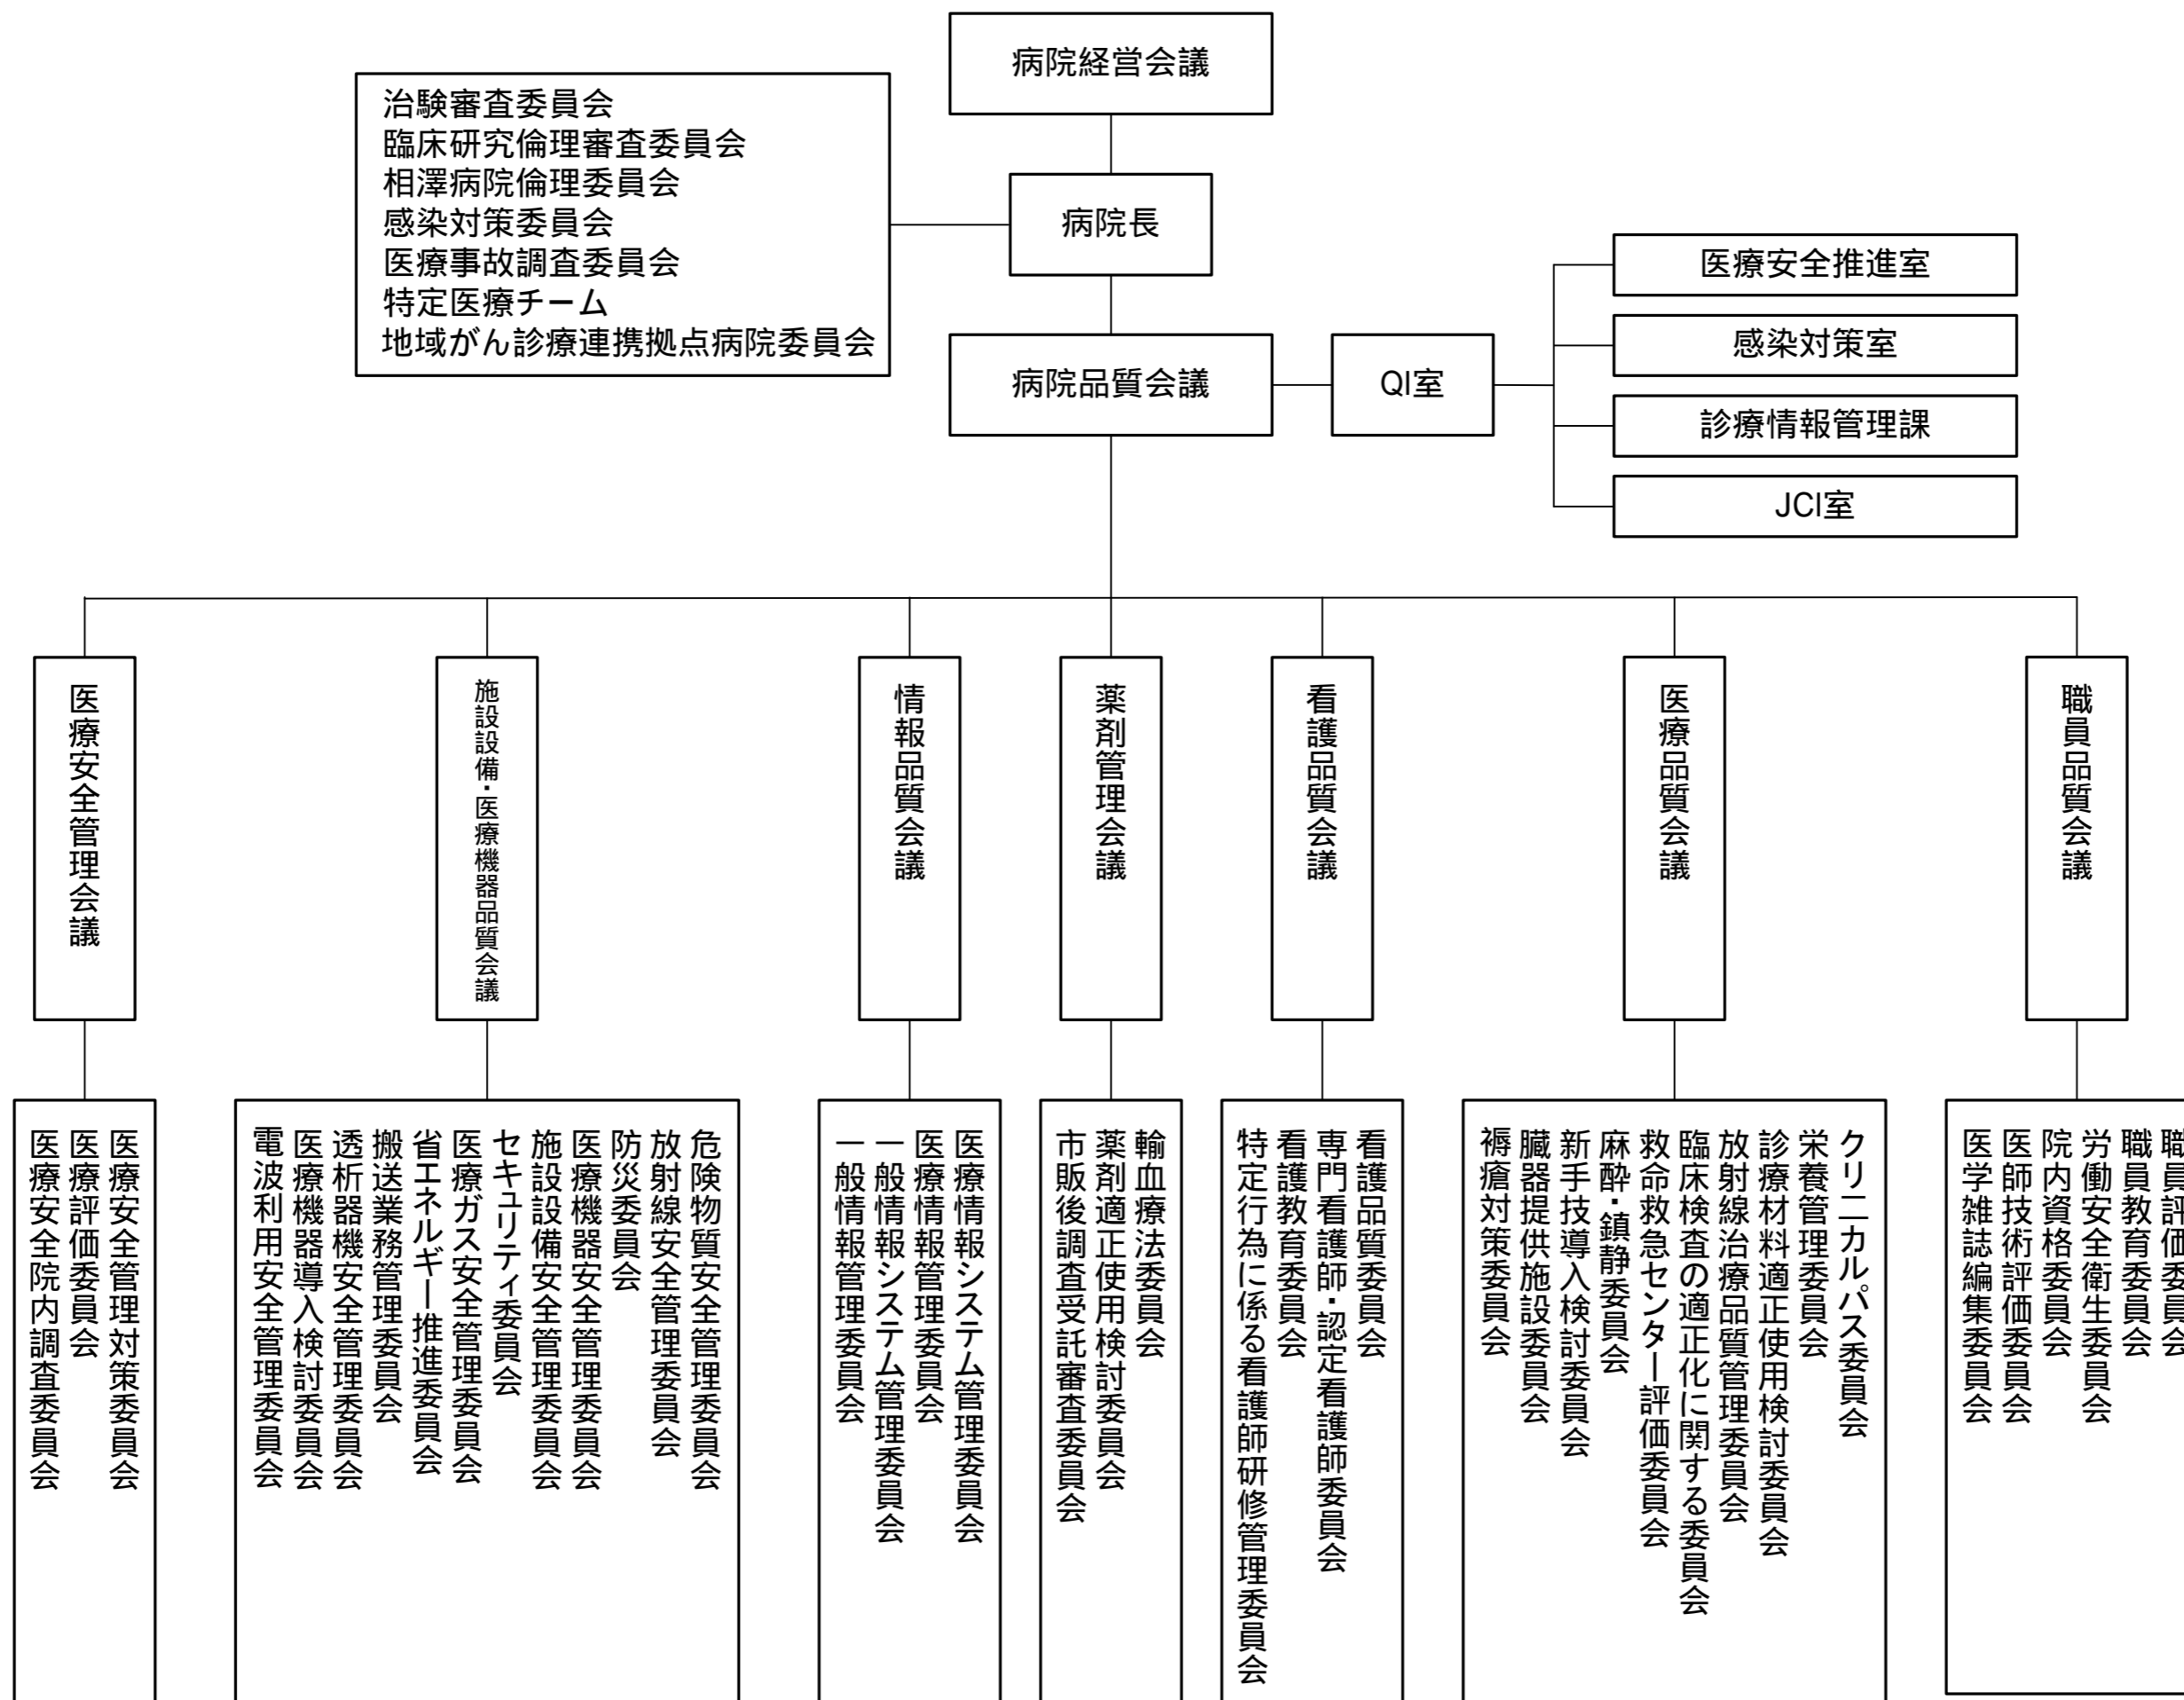 病院経営会議
治験審査委員会
臨床研究倫理審査委員会
相澤病院倫理委員会
感染対策委員会
医療事故調査委員会
特定医療チーム
地域がん診療連携拠点病院委員会
病院長
病院品質会議
QI室
医療安全推進室
感染対策室
診療情報管理課
JCI室
医療安全管理会議
施設設備・医療機器品質会議
情報品質会議
薬剤管理会議
看護品質会議
医療品質会議
職員品質会議
医療安全管理対策委員会
医療評価委員会
医療安全院内調査委員会
危険物質安全管理委員会
放射線安全管理委員会
防災委員会
医療機器安全管理委員会
施設設備安全管理委員会
セキュリティ委員会
医療ガス安全管理委員会
省エネルギー推進委員会
搬送業務管理委員会
透析器機安全管理委員会
医療機器導入検討委員会
電波利用安全管理委員会
医療情報システム管理委員会
医療情報管理委員会
一般情報システム管理委員会
一般情報管理委員会
輸血療法委員会
薬剤適正使用検討委員会
市販後調査受託審査委員会
看護品質委員会
専門看護師・認定看護師委員会
看護教育委員会
特定行為に係る看護師研修管理委員会
クリニカルパス委員会
栄養管理委員会
診療材料適正使用検討委員会
放射線治療品質管理委員会
臨床検査の適正化に関する委員会
救命救急センター評価委員会
麻酔・鎮静委員会
新手技導入検討委員会
臓器提供施設委員会
褥瘡対策委員会
職員評価委員会
職員教育委員会
労働安全衛生委員会
院内資格委員会
医師技術評価委員会
医学雑誌編集委員会